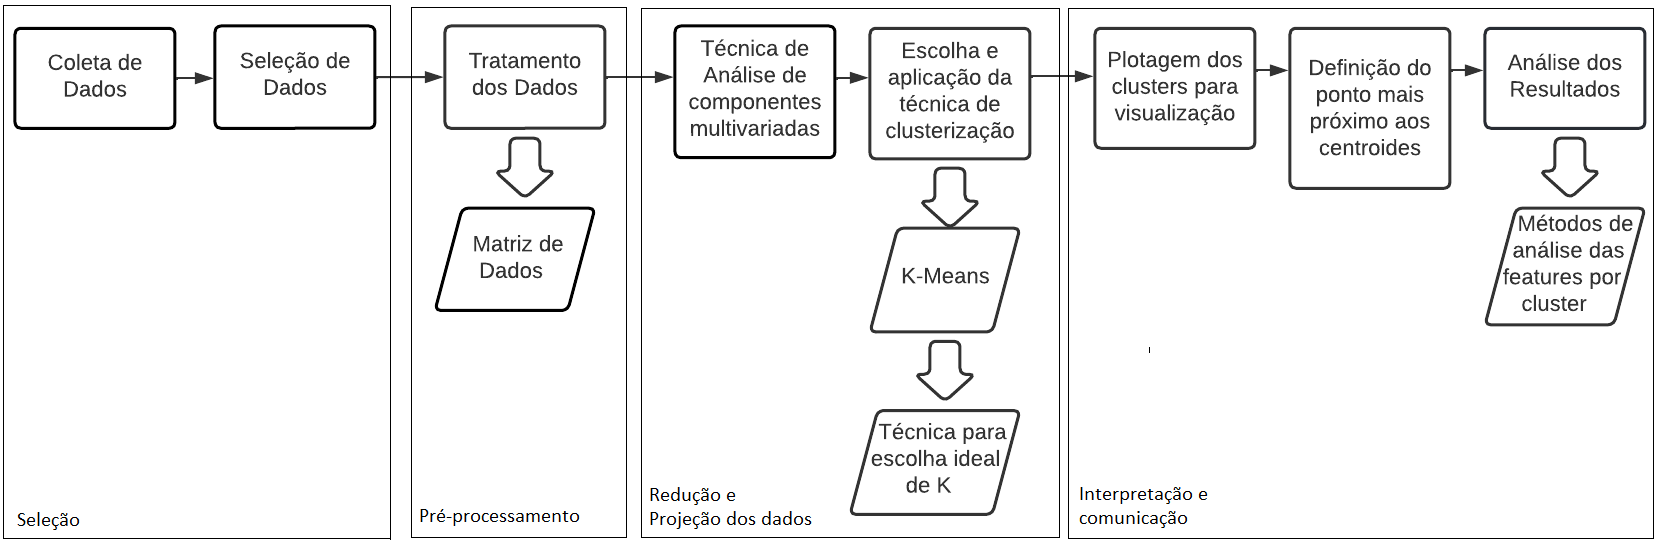 Coleta de
Dados
Seleção de
Dados
Seleção
Tratamento
dos Dados
Matriz de
Dados
Pré-processamento
Técnica de
Análise de
componentes
multivariadas
Escolha e
aplicação da
técnica de
clusterização
K-Means
Técnica para
escolha ideal
de K
Redução e
Projeção dos dados
Plotagem dos
clusters para
visualização
Definição do
ponto mais
próximo aos
centroides
Análise dos
Resultados
Métodos de
análise das
features por
cluster
Interpretação e
comunicação